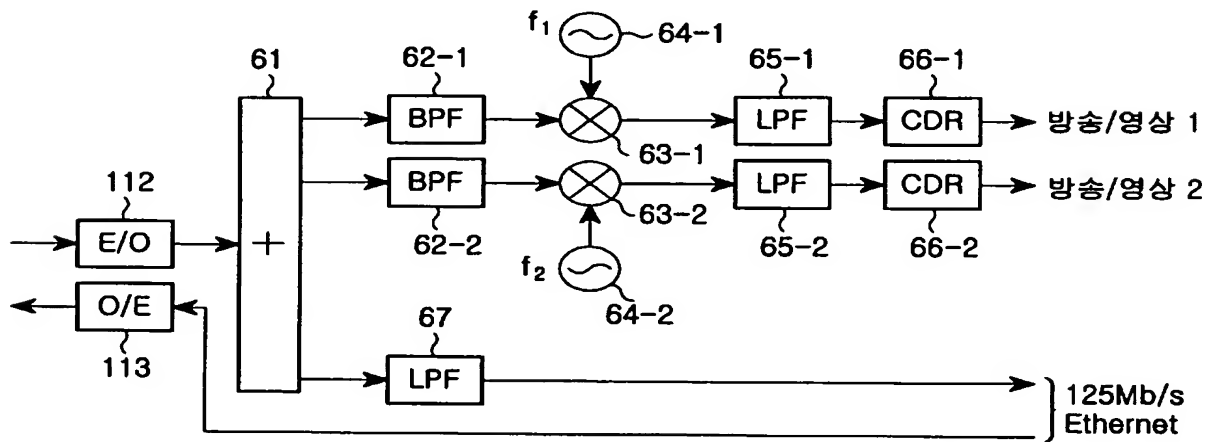 f₁
64-1
61
62-1
65-1
66-1
BPF
LPF
CDR
방송/영상 1
63-1
112
BPF
LPF
CDR
방송/영상 2
63-2
E/O
+
62-2
65-2
66-2
f₂
O/E
64-2
113
67
LPF
125Mb/s
Ethernet